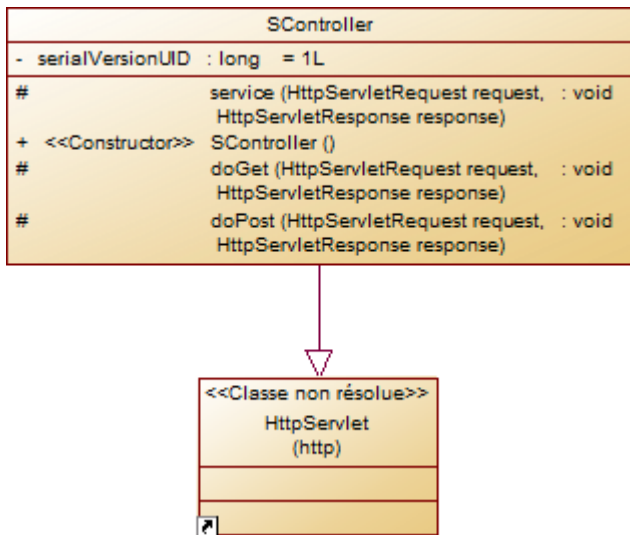 SController
- serialVersionUID : long = 1L
# service (HttpServletRequest request, : void
HttpServletResponse response)
+ <<Constructor>> SController ()
# doGet (HttpServletRequest request, : void
HttpServletResponse response)
# doPost (HttpServletRequest request, : void
HttpServletResponse response)
<<Classe non résolue>>
HttpServlet
(http)